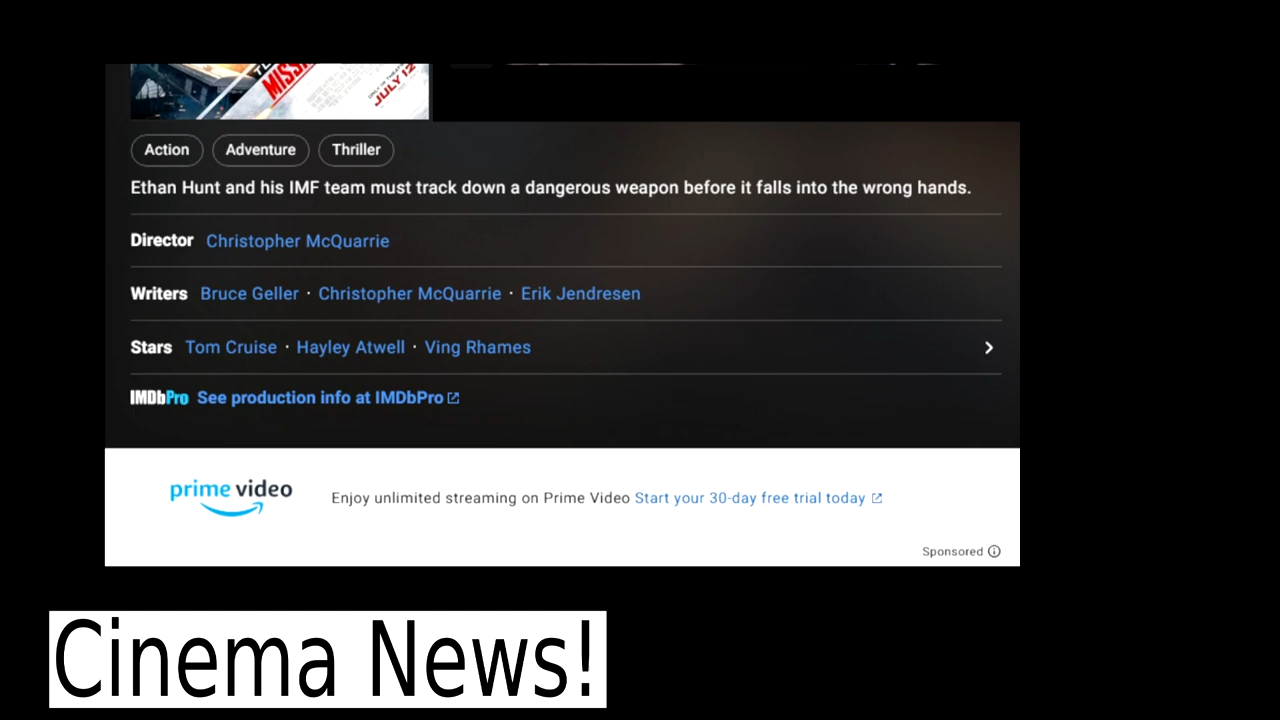 MISS
JULY 12
Action Adventure Thriller
Ethan Hunt and his IMF team must track down a dangerous weapon before it falls into the wrong hands.
Director Christopher McQuarrie
Writers Bruce Geller · Christopher McQuarrie · Erik Jendresen
Stars Tom Cruise · Hayley Atwell · Ving Rhames
IMDbPro See production info at IMDbPro
prime video Enjoy unlimited streaming on Prime Video Start your 30-day free trial today
Sponsored
Cinema News!